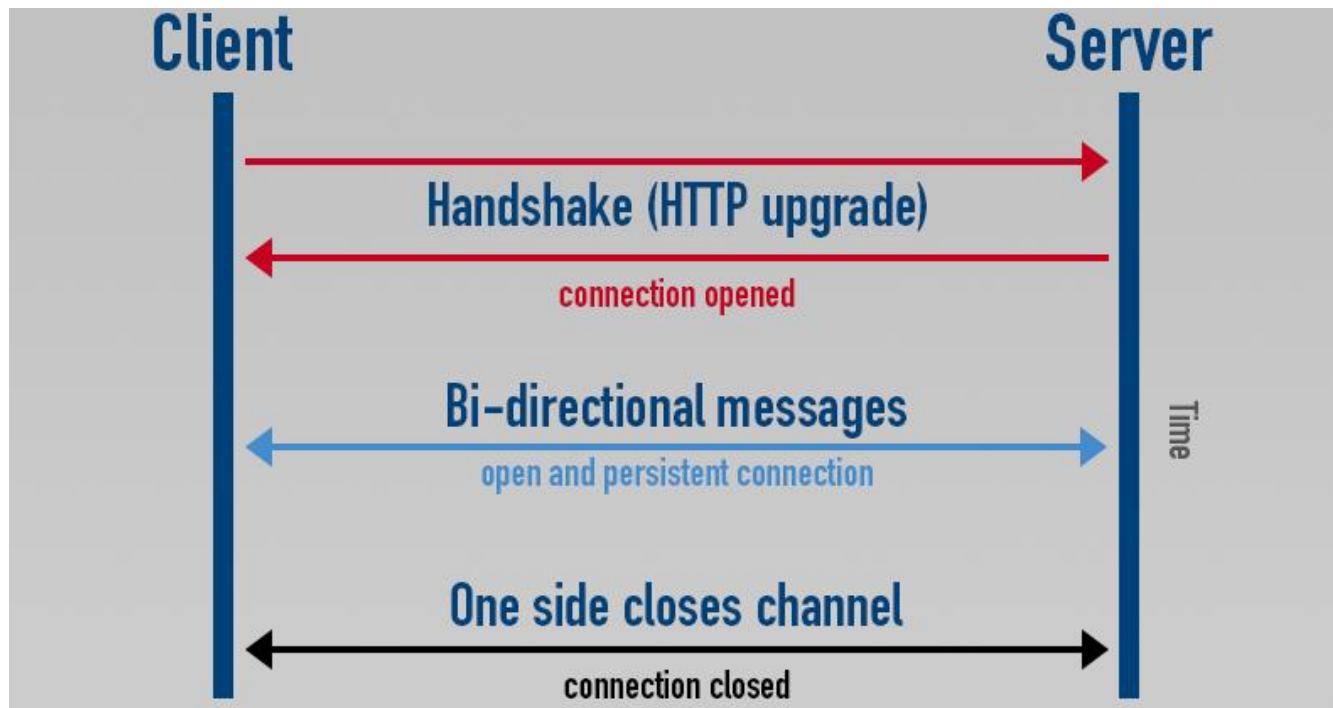 Client
Server
Handshake (HTTP upgrade)
connection opened
Bi-directional messages
open and persistent connection
Time
One side closes channel
connection closed